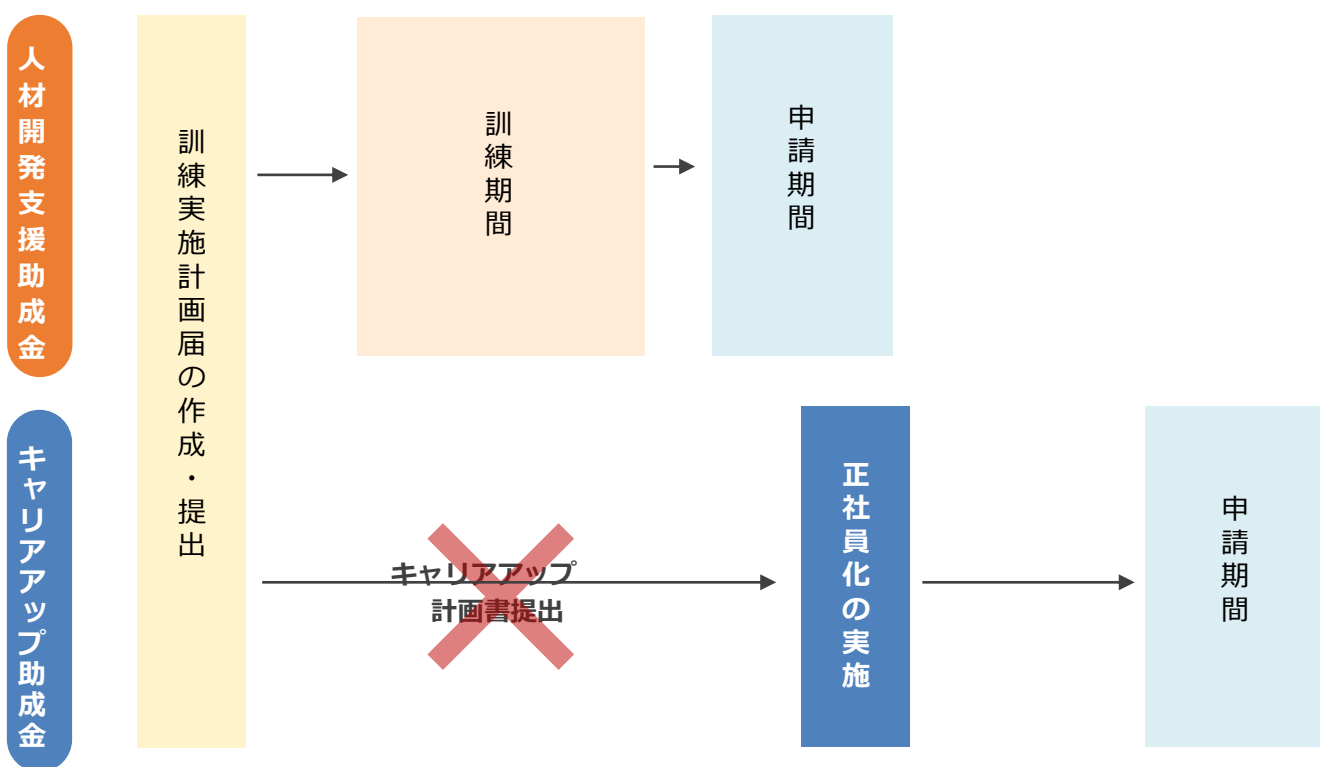 人材開発支援助成金
訓練実施計画届の作成・提出
訓練期間
申請期間
キャリアアップ助成金
キャリアアップ
計画書提出
正社員化の実施
申請期間